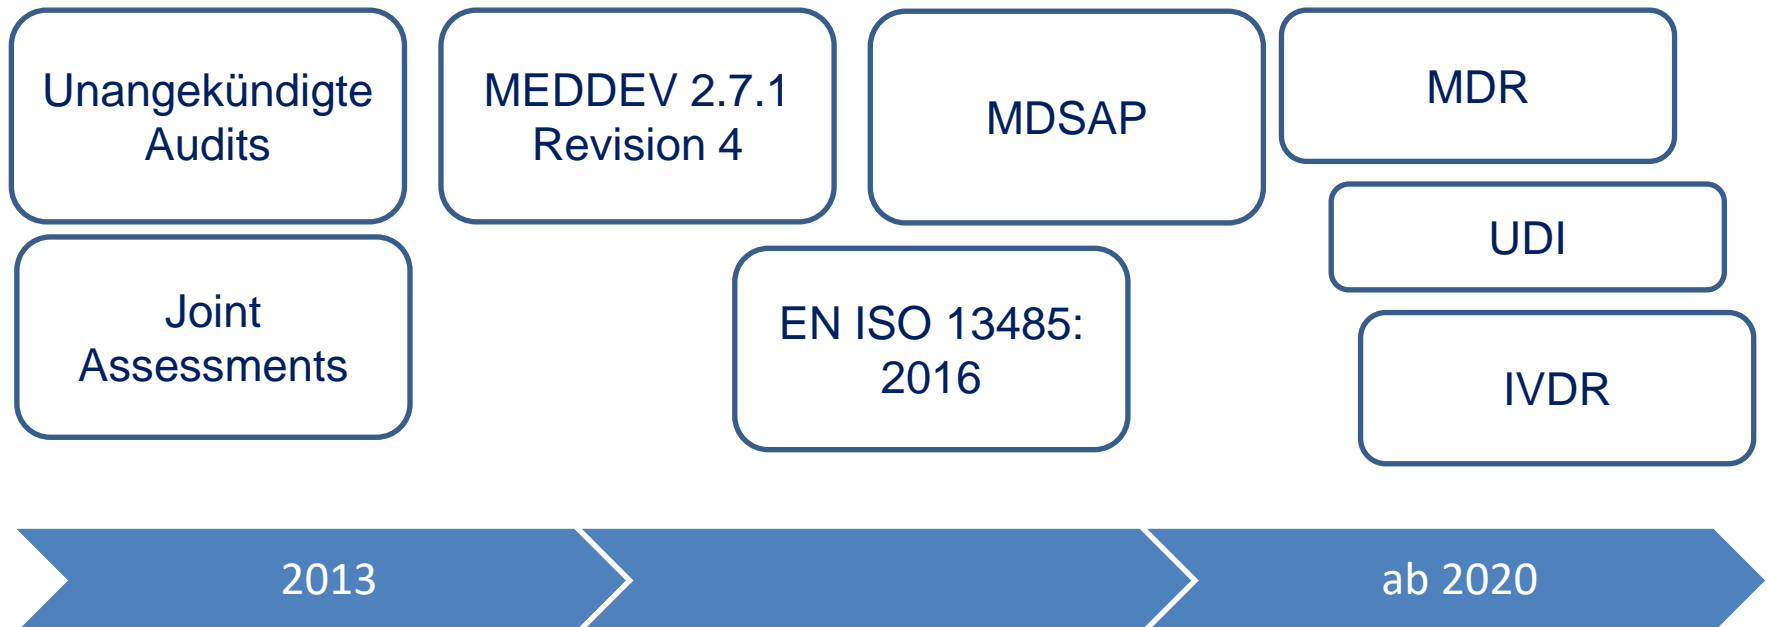 Unangekündigte
Audits
MEDDEV 2.7.1
Revision 4
MDSAP
MDR
UDI
Joint
Assessments
EN ISO 13485:
2016
IVDR
2013
ab 2020